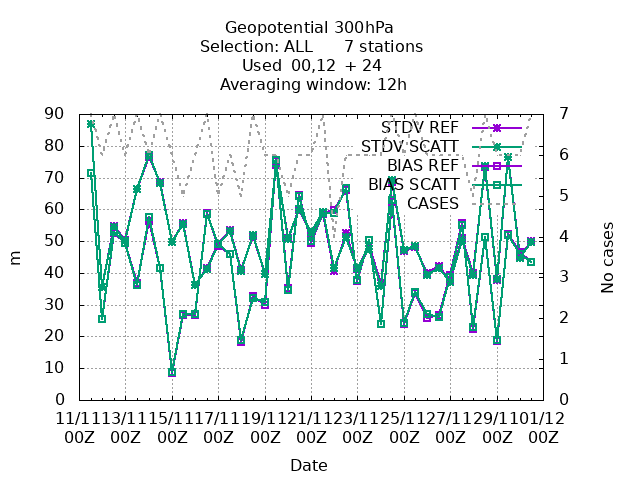 Geopotential 300hPa
Selection: ALL 7 stations
Used 00,12 + 24
Averaging window: 12h
90 7
STDV REF
80 STDV SCATT 6
BIAS REF
70 BIAS SCATT 5
CASES
60
50 4
m No cases
40 3
30 2
20
10 1
0 0
11/11 13/11 15/11 17/11 19/11 21/11 23/11 25/11 27/11 29/11 01/12
00Z 00Z 00Z 00Z 00Z 00Z 00Z 00Z 00Z 00Z 00Z
Date